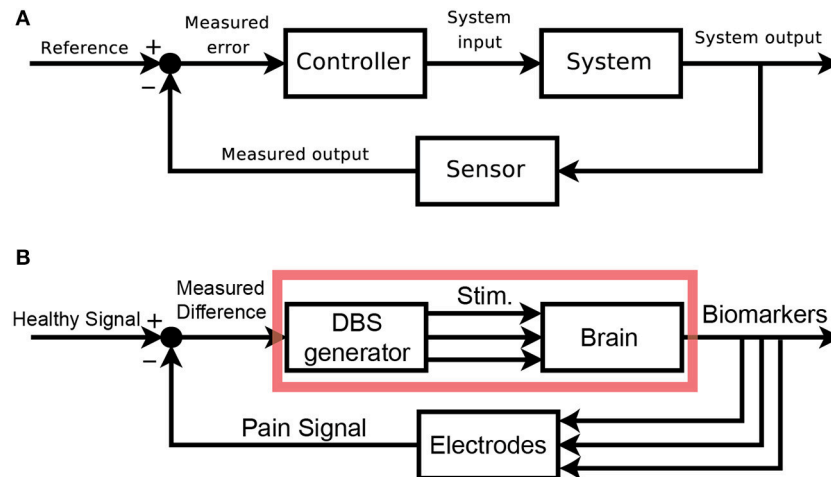 A
Reference
+
−
Measured
error
Controller
System
input
System
System output
Measured output
Sensor
B
Healthy Signal
+
−
Measured
Difference
DBS
generator
Stim.
Brain
Biomarkers
Pain Signal
Electrodes